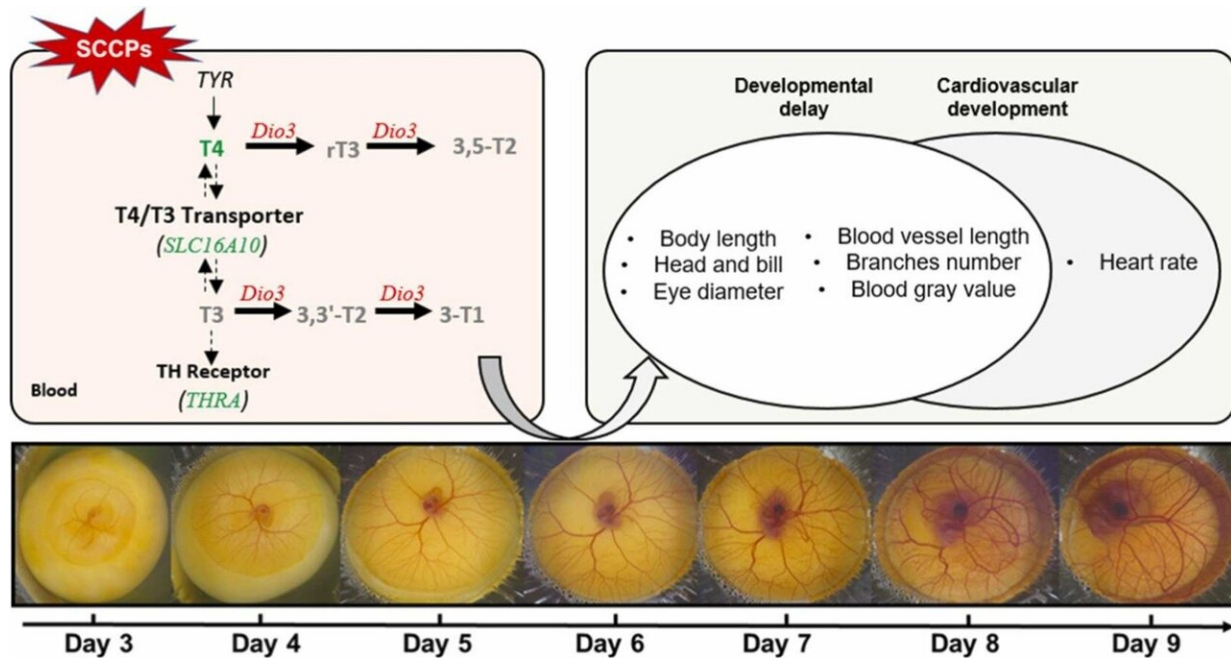 SCCPs
TYR
T4
Dio3
rT3
Dio3
3,5-T2
T4/T3 Transporter
(SLC16A10)
T3
Dio3
3,3'-T2
Dio3
3-T1
TH Receptor
(THRA)
Blood
Developmental
delay
Cardiovascular
development
• Body length
• Head and bill
• Eye diameter
• Blood vessel length
• Branches number
• Blood gray value
• Heart rate
Day 3
Day 4
Day 5
Day 6
Day 7
Day 8
Day 9